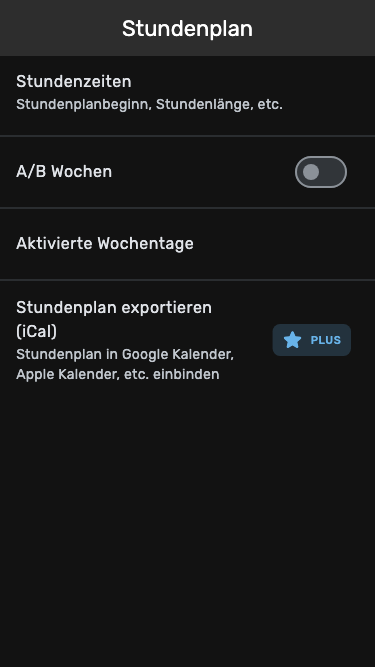 Stundenplan
Stundenzeiten
Stundenplanbeginn, Stundenlänge, etc.
A/B Wochen
Aktivierte Wochentage
Stundenplan exportieren
(iCal)
Stundenplan in Google Kalender,
Apple Kalender, etc. einbinden
PLUS